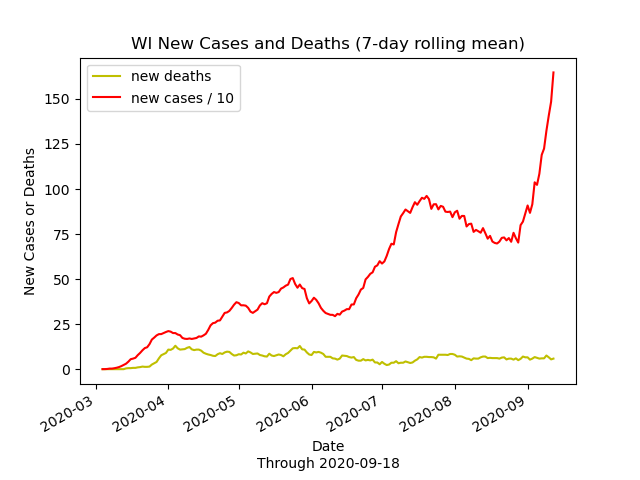 WI New Cases and Deaths (7-day rolling mean)
new deaths
new cases / 10
150
125
100
75
50
25
0
New Cases or Deaths
2020-03
2020-04
2020-05
2020-06
2020-07
2020-08
2020-09
Date
Through 2020-09-18